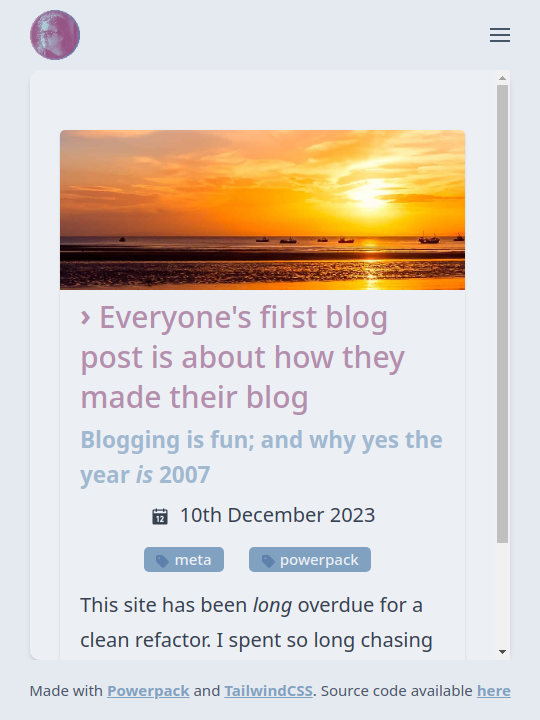 › Everyone's first blog
post is about how they
made their blog
Blogging is fun; and why yes the
year is 2007
12 10th December 2023
meta powerpack
This site has been long overdue for a
clean refactor. I spent so long chasing
Made with Powerpack and TailwindCSS. Source code available here